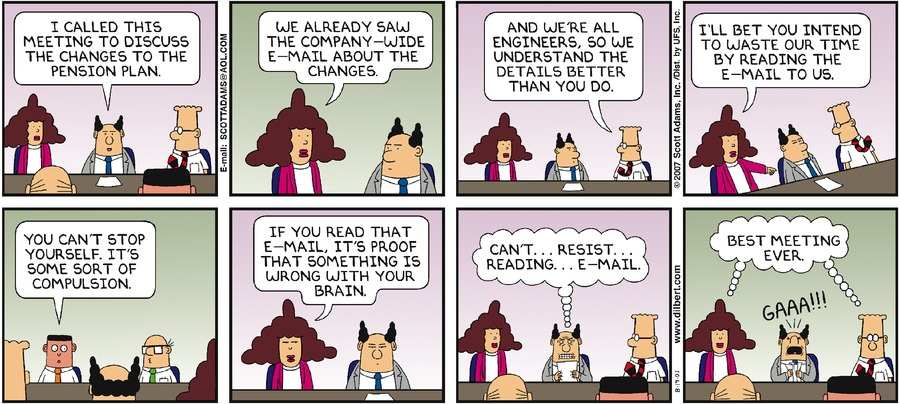 I CALLED THIS
MEETING TO DISCUSS
THE CHANGES TO THE
PENSION PLAN.
E-mail: SCOTTADAMS@AOL.COM
WE ALREADY SAW
THE COMPANY-WIDE
E-MAIL ABOUT THE
CHANGES.
AND WE'RE ALL
ENGINEERS, SO WE
UNDERSTAND THE
DETAILS BETTER
THAN YOU DO.
© 2007 Scott Adams, Inc./Dist. by UFS, Inc.
I'LL BET YOU INTEND
TO WASTE OUR TIME
BY READING THE
E-MAIL TO US.
YOU CAN'T STOP
YOURSELF. IT'S
SOME SORT OF
COMPULSION.
IF YOU READ THAT
E-MAIL, IT'S PROOF
THAT SOMETHING IS
WRONG WITH YOUR
BRAIN.
CAN'T... RESIST...
READING... E-MAIL.
www.dilbert.com
8-19-07
BEST MEETING
EVER.
GAAA!!!